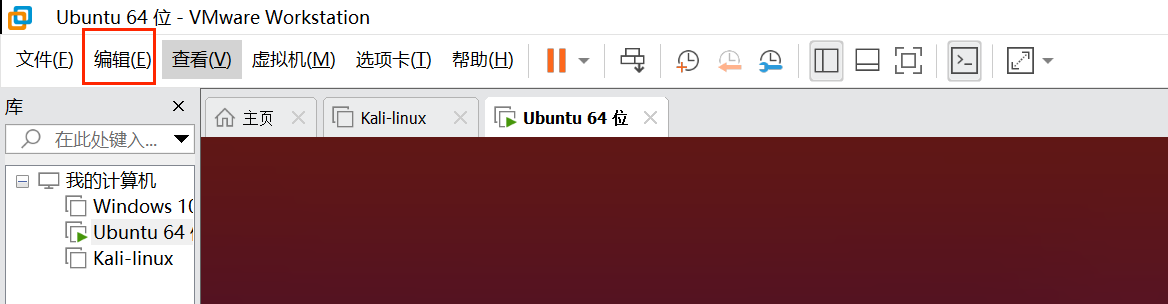 Ubuntu 64 位 - VMware Workstation
文件(F) 编辑(E) 查看(V) 虚拟机(M) 选项卡(T) 帮助(H)
库
主页 Kali-linux Ubuntu 64 位
在此处键入...
我的计算机
Windows 10
Ubuntu 64
Kali-linux